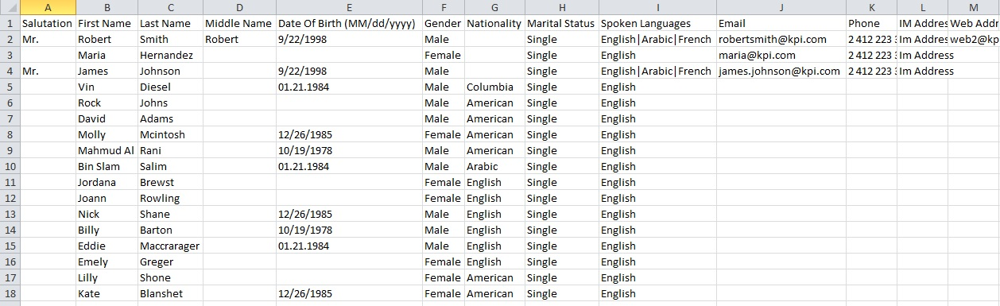 A B C D E F G H I J K L M
1 Salutation First Name Last Name Middle Name Date Of Birth (MM/dd/yyyy) Gender Nationality Marital Status Spoken Languages Email Phone IM Addres Web Addr
2 Mr. Robert Smith Robert 9/22/1998 Male Single English|Arabic|French robertsmith@kpi.com 2 412 223 Im Addres web2@kp
3 Maria Hernandez Female Single English maria@kpi.com 2 412 223 Im Address
4 Mr. James Johnson 9/22/1998 Male Single English|Arabic|French james.johnson@kpi.com 2 412 223 Im Address
5 Vin Diesel 01.21.1984 Male Columbia Single English
6 Rock Johns Male American Single English
7 David Adams Male American Single English
8 Molly Mcintosh 12/26/1985 Female American Single English
9 Mahmud Al Rani 10/19/1978 Male American Single English
10 Bin Slam Salim 01.21.1984 Male Arabic Single English
11 Jordana Brewst Female English Single English
12 Joann Rowling Female English Single English
13 Nick Shane 12/26/1985 Male English Single English
14 Billy Barton 10/19/1978 Male English Single English
15 Eddie Maccrarager 01.21.1984 Male English Single English
16 Emely Greger Female English Single English
17 Lilly Shone Female American Single English
18 Kate Blanshet 12/26/1985 Female American Single English